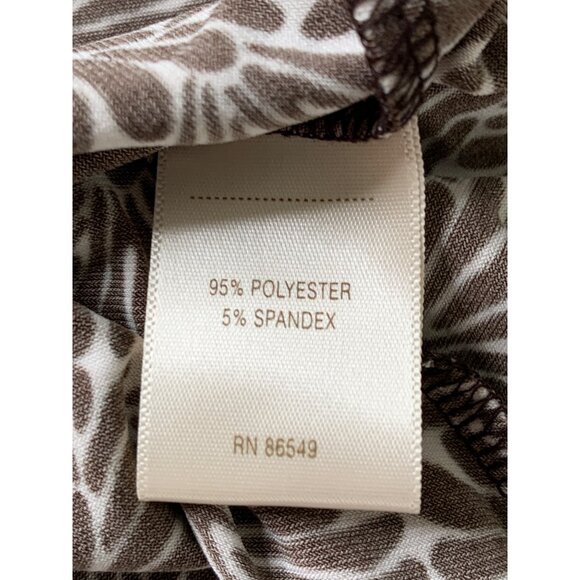 95% POLYESTER
5% SPANDEX
RN 86549